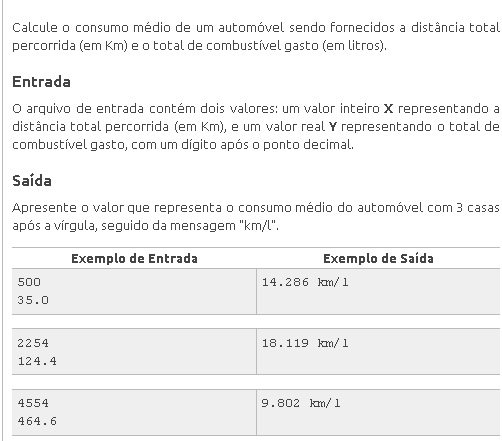 Calcule o consumo médio de um automóvel sendo fornecidos a distância total
percorrida (em Km) e o total de combustível gasto (em litros).
Entrada
O arquivo de entrada contém dois valores: um valor inteiro X representando a
distância total percorrida (em Km), e um valor real Y representando o total de
combustível gasto, com um dígito após o ponto decimal.
Saída
Apresente o valor que representa o consumo médio do automóvel com 3 casas
após a vírgula, seguido da mensagem "km/l".
Exemplo de Entrada Exemplo de Saída
500 14.286 km/l
35.0
2254 18.119 km/l
124.4
4554 9.802 km/l
464.6